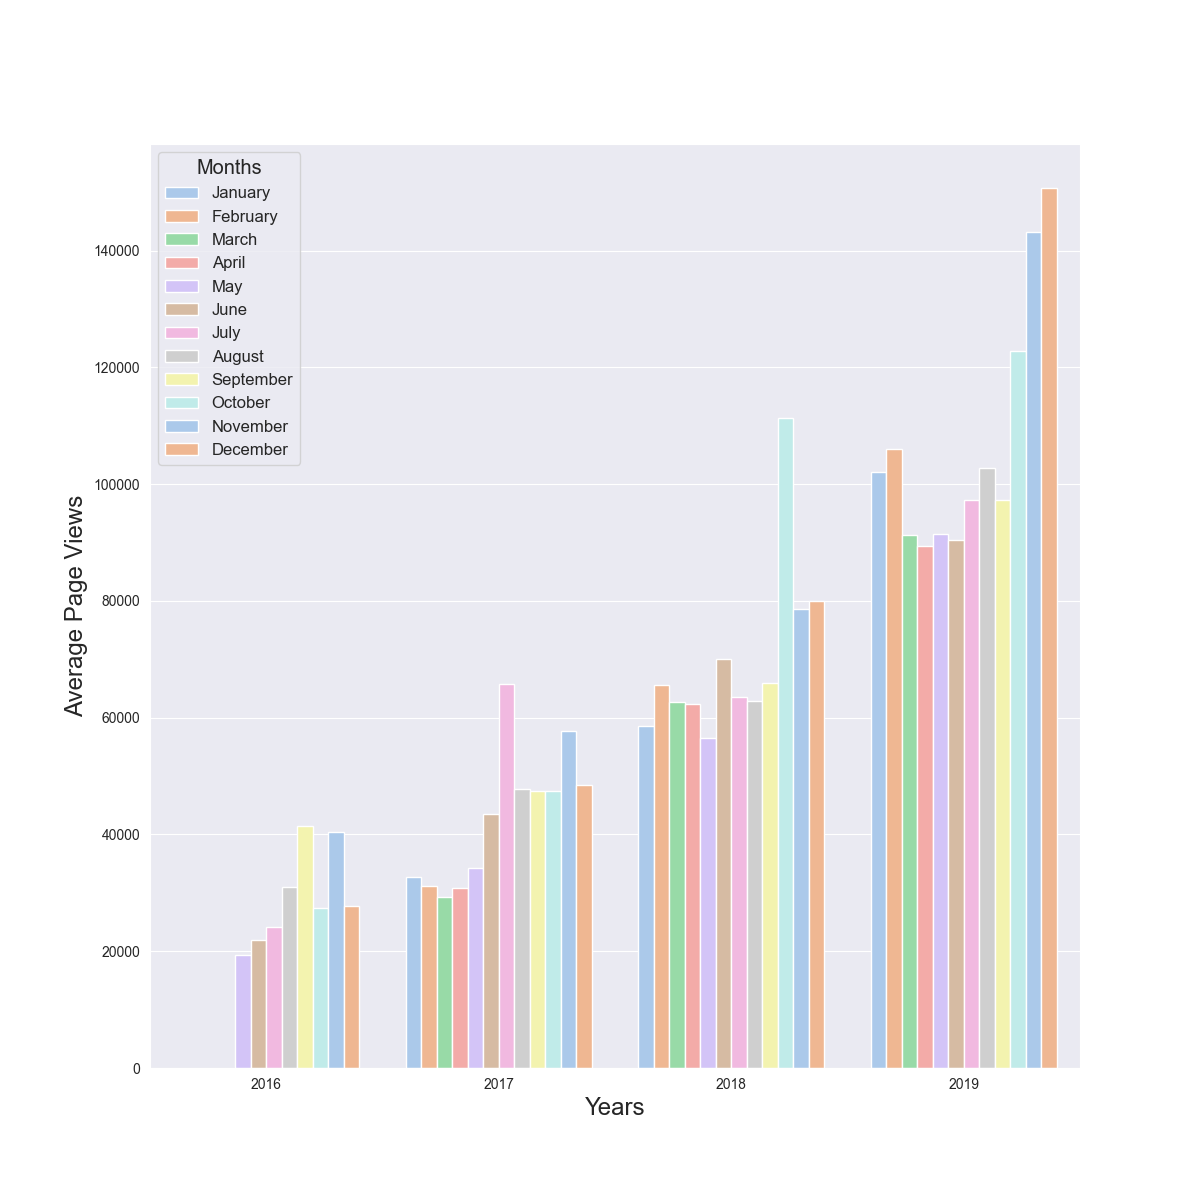 Months
January
February
March
April
May
June
July
August
September
October
November
December
140000
120000
100000
80000
60000
40000
20000
0
Average Page Views
2016 2017 2018 2019
Years